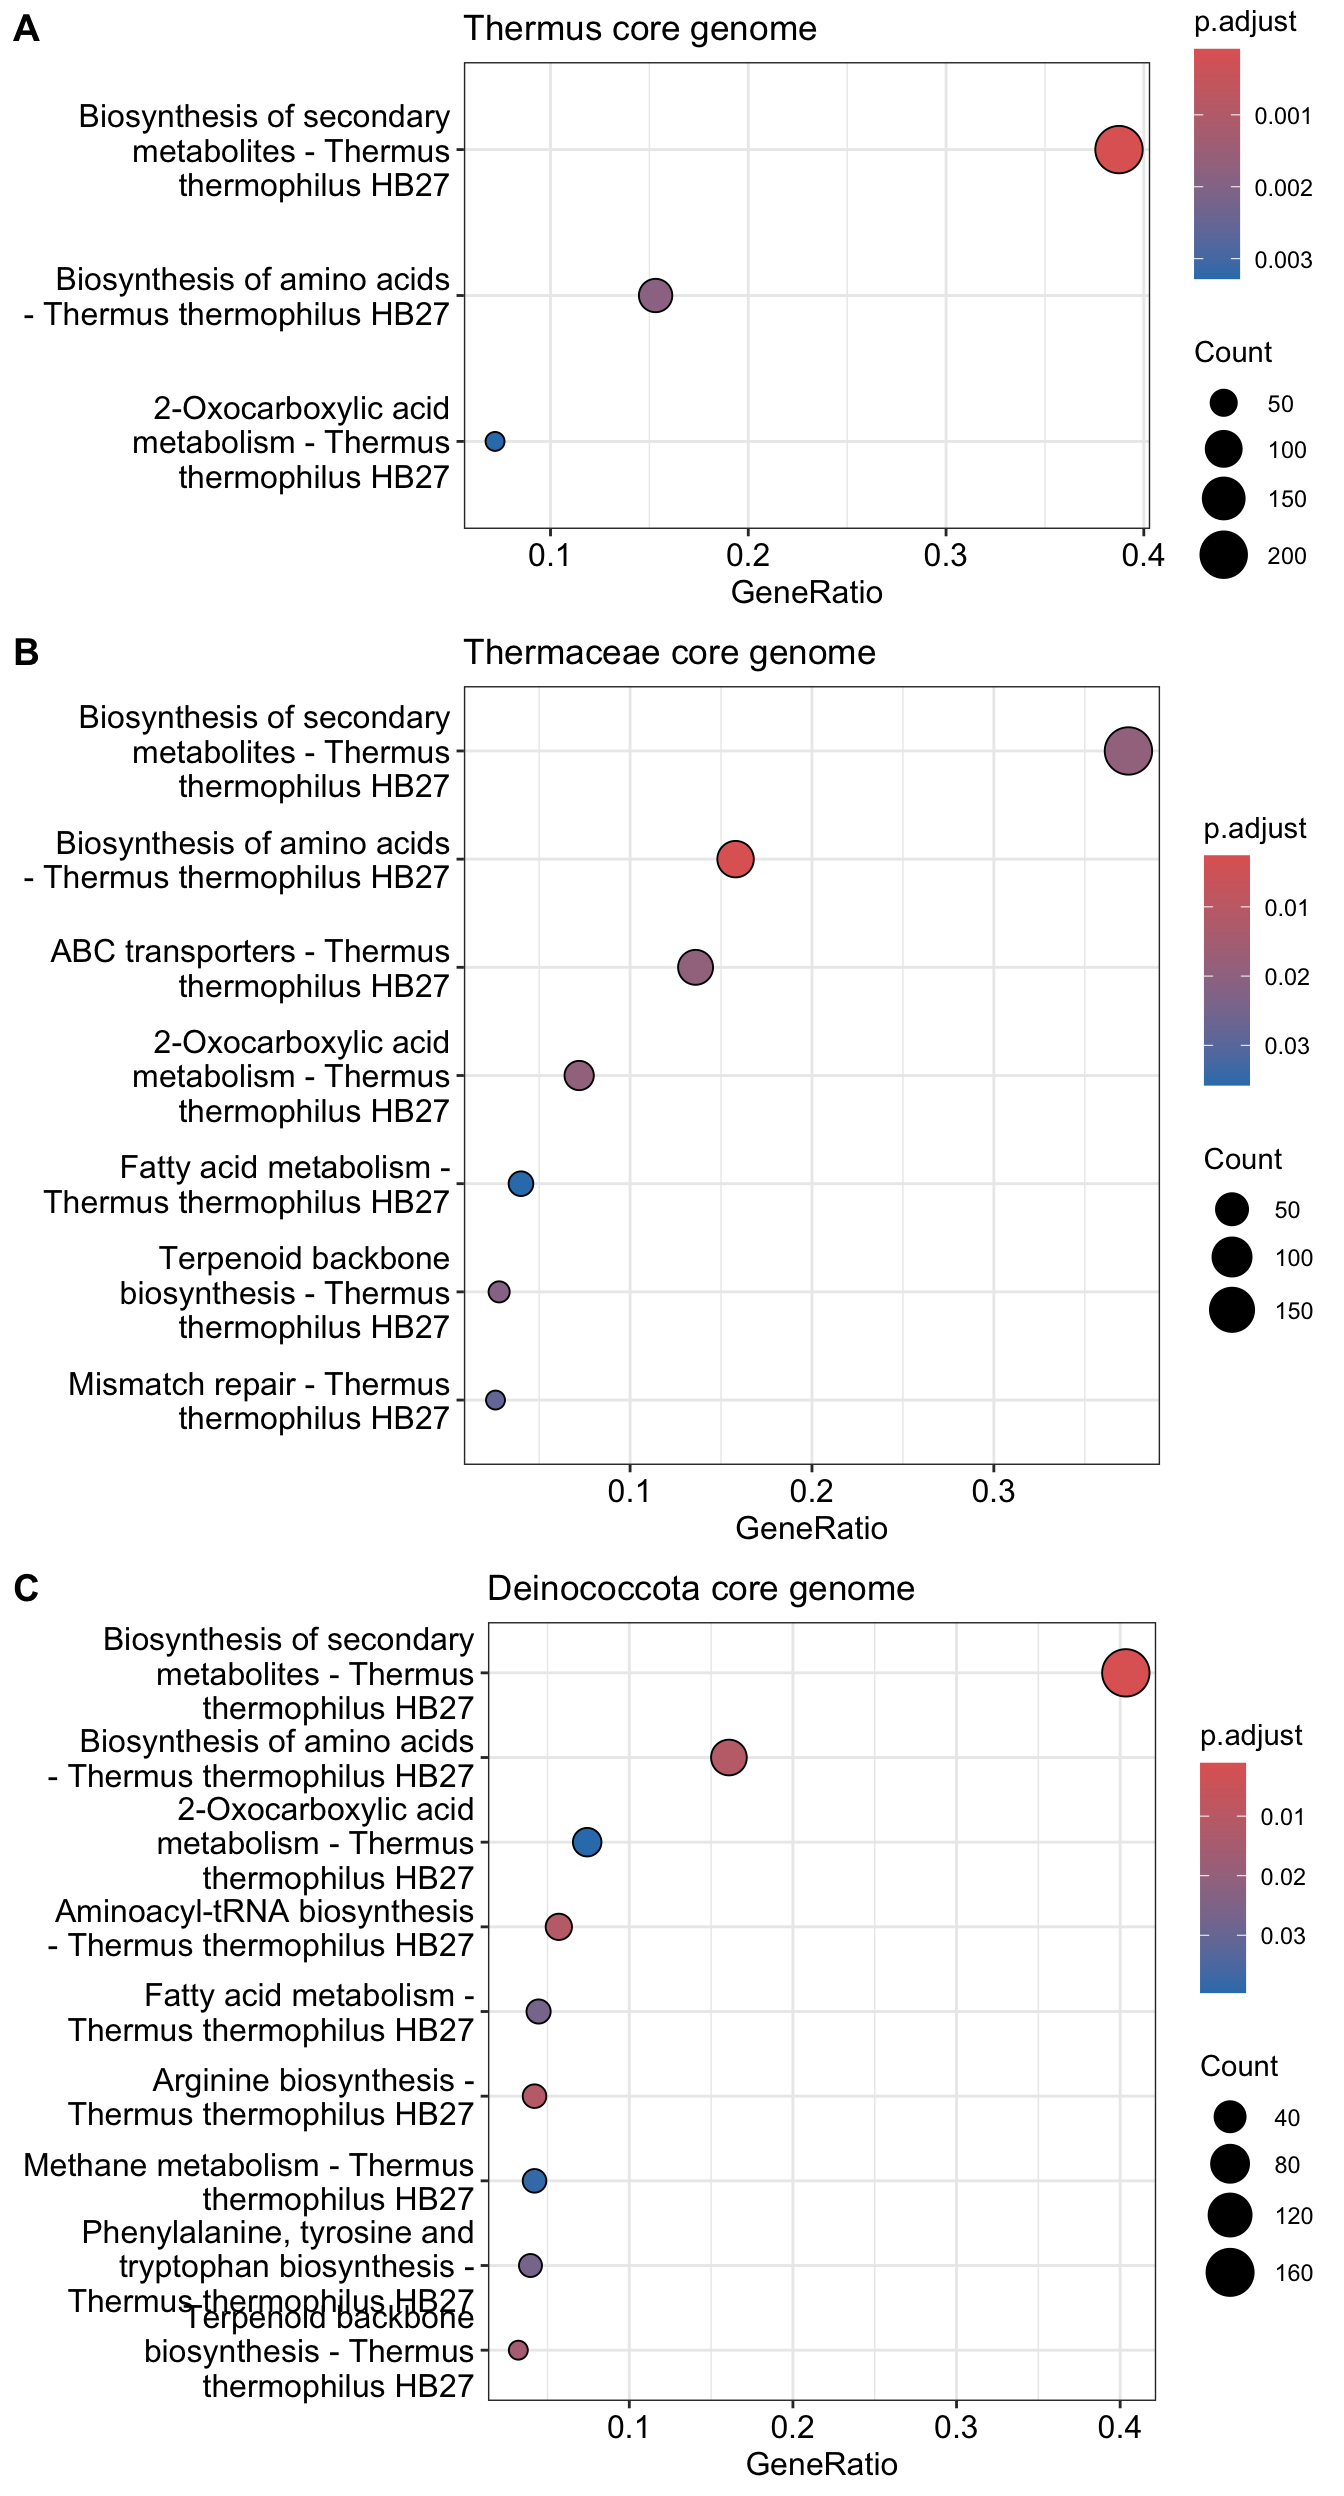 A
Thermus core genome
Biosynthesis of secondary
metabolites - Thermus
thermophilus HB27
Biosynthesis of amino acids
- Thermus thermophilus HB27
2-Oxocarboxylic acid
metabolism - Thermus
thermophilus HB27
0.1 0.2 0.3 0.4
GeneRatio
p.adjust
0.001
0.002
0.003
Count
50
100
150
200
B
Thermaceae core genome
Biosynthesis of secondary
metabolites - Thermus
thermophilus HB27
Biosynthesis of amino acids
- Thermus thermophilus HB27
ABC transporters - Thermus
thermophilus HB27
2-Oxocarboxylic acid
metabolism - Thermus
thermophilus HB27
Fatty acid metabolism -
Thermus thermophilus HB27
Terpenoid backbone
biosynthesis - Thermus
thermophilus HB27
Mismatch repair - Thermus
thermophilus HB27
0.1 0.2 0.3
GeneRatio
p.adjust
0.01
0.02
0.03
Count
50
100
150
C
Deinococcota core genome
Biosynthesis of secondary
metabolites - Thermus
thermophilus HB27
Biosynthesis of amino acids
- Thermus thermophilus HB27
2-Oxocarboxylic acid
metabolism - Thermus
thermophilus HB27
Aminoacyl-tRNA biosynthesis
- Thermus thermophilus HB27
Fatty acid metabolism -
Thermus thermophilus HB27
Arginine biosynthesis -
Thermus thermophilus HB27
Methane metabolism - Thermus
thermophilus HB27
Phenylalanine, tyrosine and
tryptophan biosynthesis -
Thermus thermophilus HB27
Terpenoid backbone
biosynthesis - Thermus
thermophilus HB27
0.1 0.2 0.3 0.4
GeneRatio
p.adjust
0.01
0.02
0.03
Count
40
80
120
160